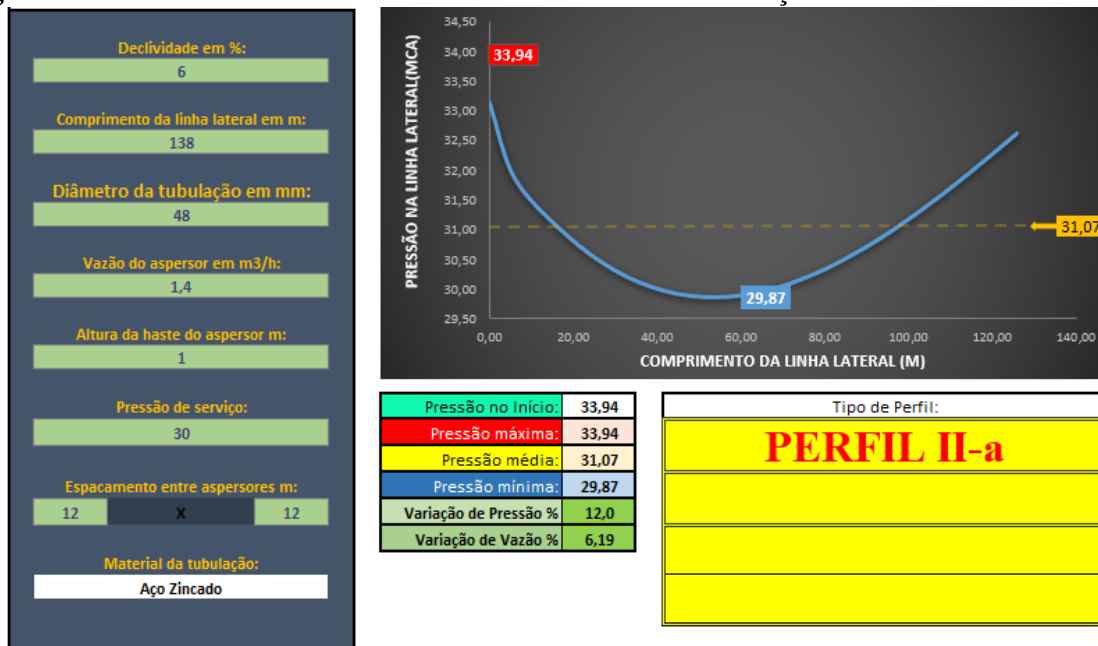 Declividade em %:
6
Comprimento da linha lateral em m:
138
Diâmetro da tubulação em mm:
48
Vazão do aspersor em m3/h:
1,4
Altura da haste do aspersor m:
1
Pressão de serviço:
30
Espacamento entre aspersores m:
12 X 12
Material da tubulação:
Aço Zincado
PRESSÃO NA LINHA LATERAL(MCA)
34,50
34,00
33,50
33,00
32,50
32,00
31,50
31,00
30,50
30,00
29,50
33,94
31,07
29,87
0,00 20,00 40,00 60,00 80,00 100,00 120,00 140,00
COMPRIMENTO DA LINHA LATERAL (M)
Pressão no Início: 33,94
Pressão máxima: 33,94
Pressão média: 31,07
Pressão mínima: 29,87
Variação de Pressão % 12,0
Variação de Vazão % 6,19
Tipo de Perfil:
PERFIL II-a